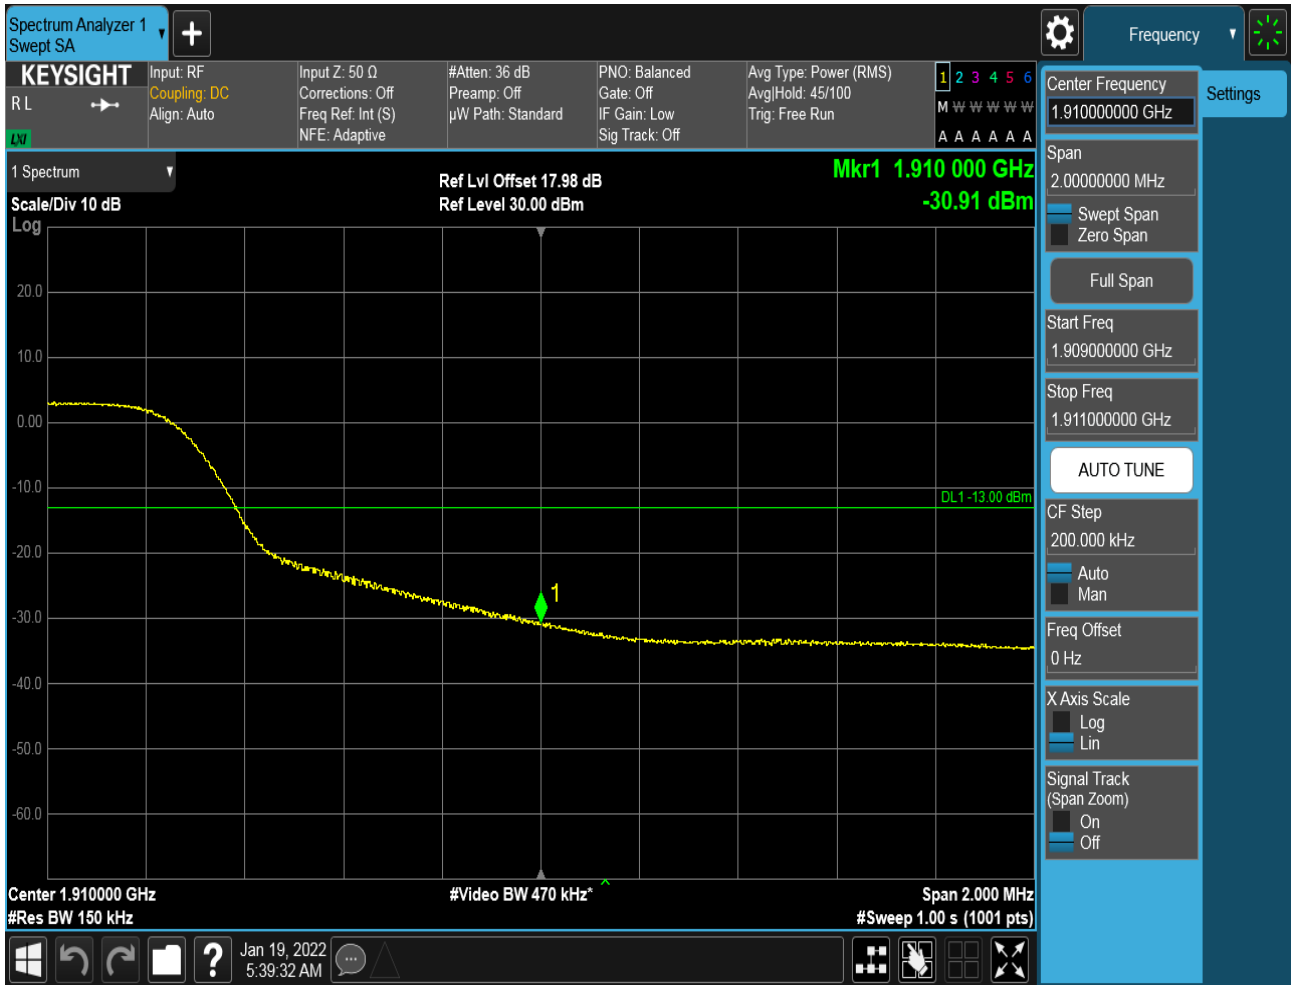 Spectrum Analyzer 1
Swept SA
Frequency
KEYSIGHT
R L
LXI
Input: RF
Coupling: DC
Align: Auto
Input Z: 50 Ω
Corrections: Off
Freq Ref: Int (S)
NFE: Adaptive
#Atten: 36 dB
Preamp: Off
µW Path: Standard
PNO: Balanced
Gate: Off
IF Gain: Low
Sig Track: Off
Avg Type: Power (RMS)
Avg|Hold: 45/100
Trig: Free Run
1 2 3 4 5 6
M W W W W W
A A A A A A
1 Spectrum
Scale/Div 10 dB
Log
Ref Lvl Offset 17.98 dB
Ref Level 30.00 dBm
Mkr1 1.910 000 GHz
-30.91 dBm
20.0
10.0
0.00
-10.0
-20.0
-30.0
-40.0
-50.0
-60.0
DL1 -13.00 dBm
1
Center 1.910000 GHz
#Res BW 150 kHz
#Video BW 470 kHz*
Span 2.000 MHz
#Sweep 1.00 s (1001 pts)
Jan 19, 2022
5:39:32 AM
?
Center Frequency
1.910000000 GHz
Settings
Span
2.00000000 MHz
Swept Span
Zero Span
Full Span
Start Freq
1.909000000 GHz
Stop Freq
1.911000000 GHz
AUTO TUNE
CF Step
200.000 kHz
Auto
Man
Freq Offset
0 Hz
X Axis Scale
Log
Lin
Signal Track
(Span Zoom)
On
Off